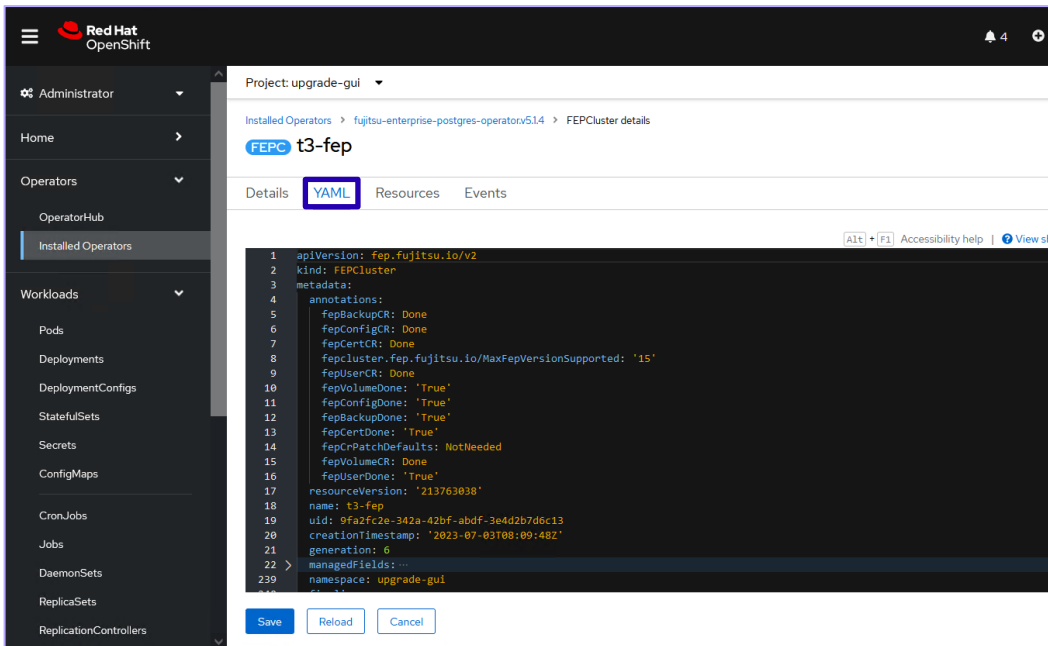 Red Hat
OpenShift
4
Administrator
Home
Operators
OperatorHub
Installed Operators
Workloads
Pods
Deployments
DeploymentConfigs
StatefulSets
Secrets
ConfigMaps
CronJobs
Jobs
DaemonSets
ReplicaSets
ReplicationControllers
Project: upgrade-gui
Installed Operators > fujitsu-enterprise-postgres-operator.v5.1.4 > FEPCluster details
FEPC t3-fep
Details YAML Resources Events
Alt + F1 Accessibility help | View
1 apiVersion: fep.fujitsu.io/v2
2 kind: FEPCluster
3 metadata:
4 annotations:
5 fepBackupCR: Done
6 fepConfigCR: Done
7 fepCertCR: Done
8 fepcluster.fep.fujitsu.io/MaxFepVersionSupported: '15'
9 fepUserCR: Done
10 fepVolumeDone: 'True'
11 fepConfigDone: 'True'
12 fepBackupDone: 'True'
13 fepCertDone: 'True'
14 fepCrPatchDefaults: NotNeeded
15 fepVolumeCR: Done
16 fepUserDone: 'True'
17 resourceVersion: '213763038'
18 name: t3-fep
19 uid: 9fa2fc2e-342a-42bf-abdf-3e4d2b7d6c13
20 creationTimestamp: '2023-07-03T08:09:48Z'
21 generation: 6
22 > managedFields: ...
239 namespace: upgrade-gui
Save Reload Cancel